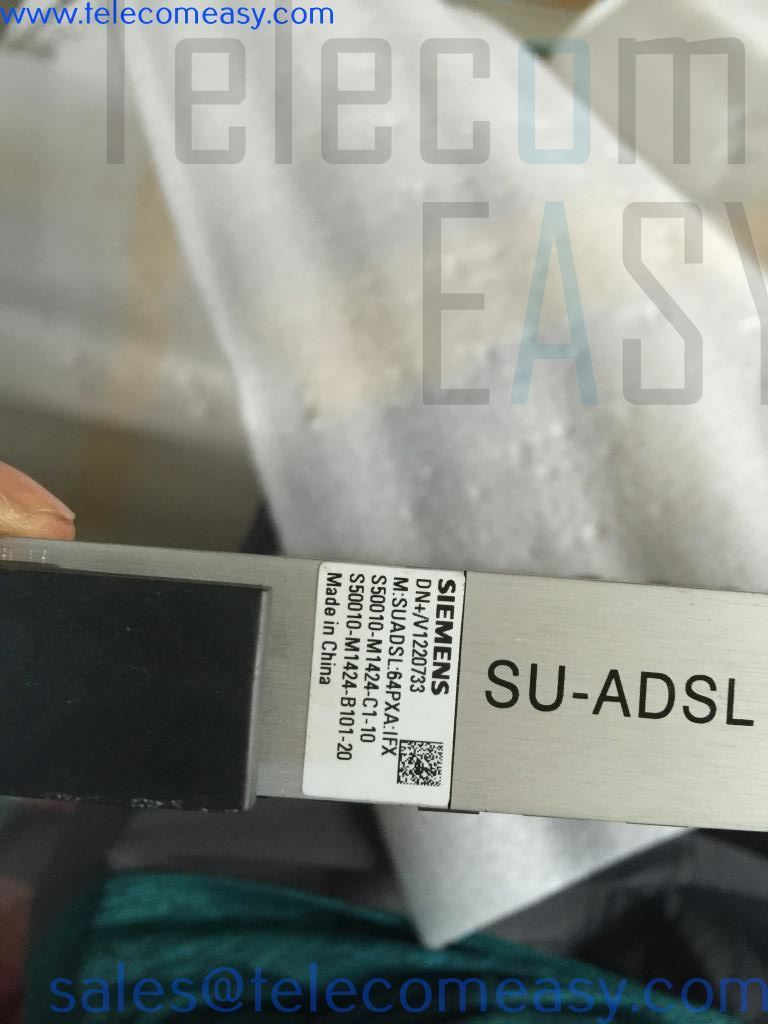 www.telecomeasy.com
Telecom
EASY
SIEMENS
DN+/V1220733
M:SUADSL:64PXA:IFX
S50010-M1424-C1-10
S50010-M1424-B101-20
Made in China
SU-ADSL
sales@telecomeasy.com